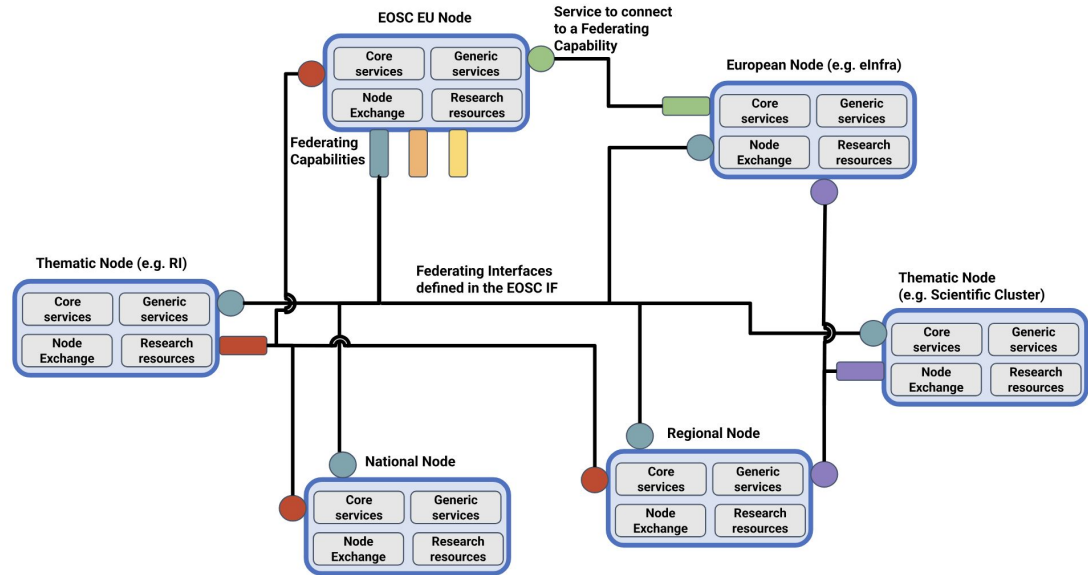 EOSC EU Node
Core
services
Generic
services
Node
Exchange
Research
resources
Service to connect
to a Federating
Capability
European Node (e.g. eInfra)
Core
services
Generic
services
Node
Exchange
Research
resources
Federating
Capabilities
Thematic Node (e.g. RI)
Core
services
Generic
services
Node
Exchange
Research
resources
Federating Interfaces
defined in the EOSC IF
Thematic Node
(e.g. Scientific Cluster)
Core
services
Generic
services
Node
Exchange
Research
resources
National Node
Core
services
Generic
services
Node
Exchange
Research
resources
Regional Node
Core
services
Generic
services
Node
Exchange
Research
resources